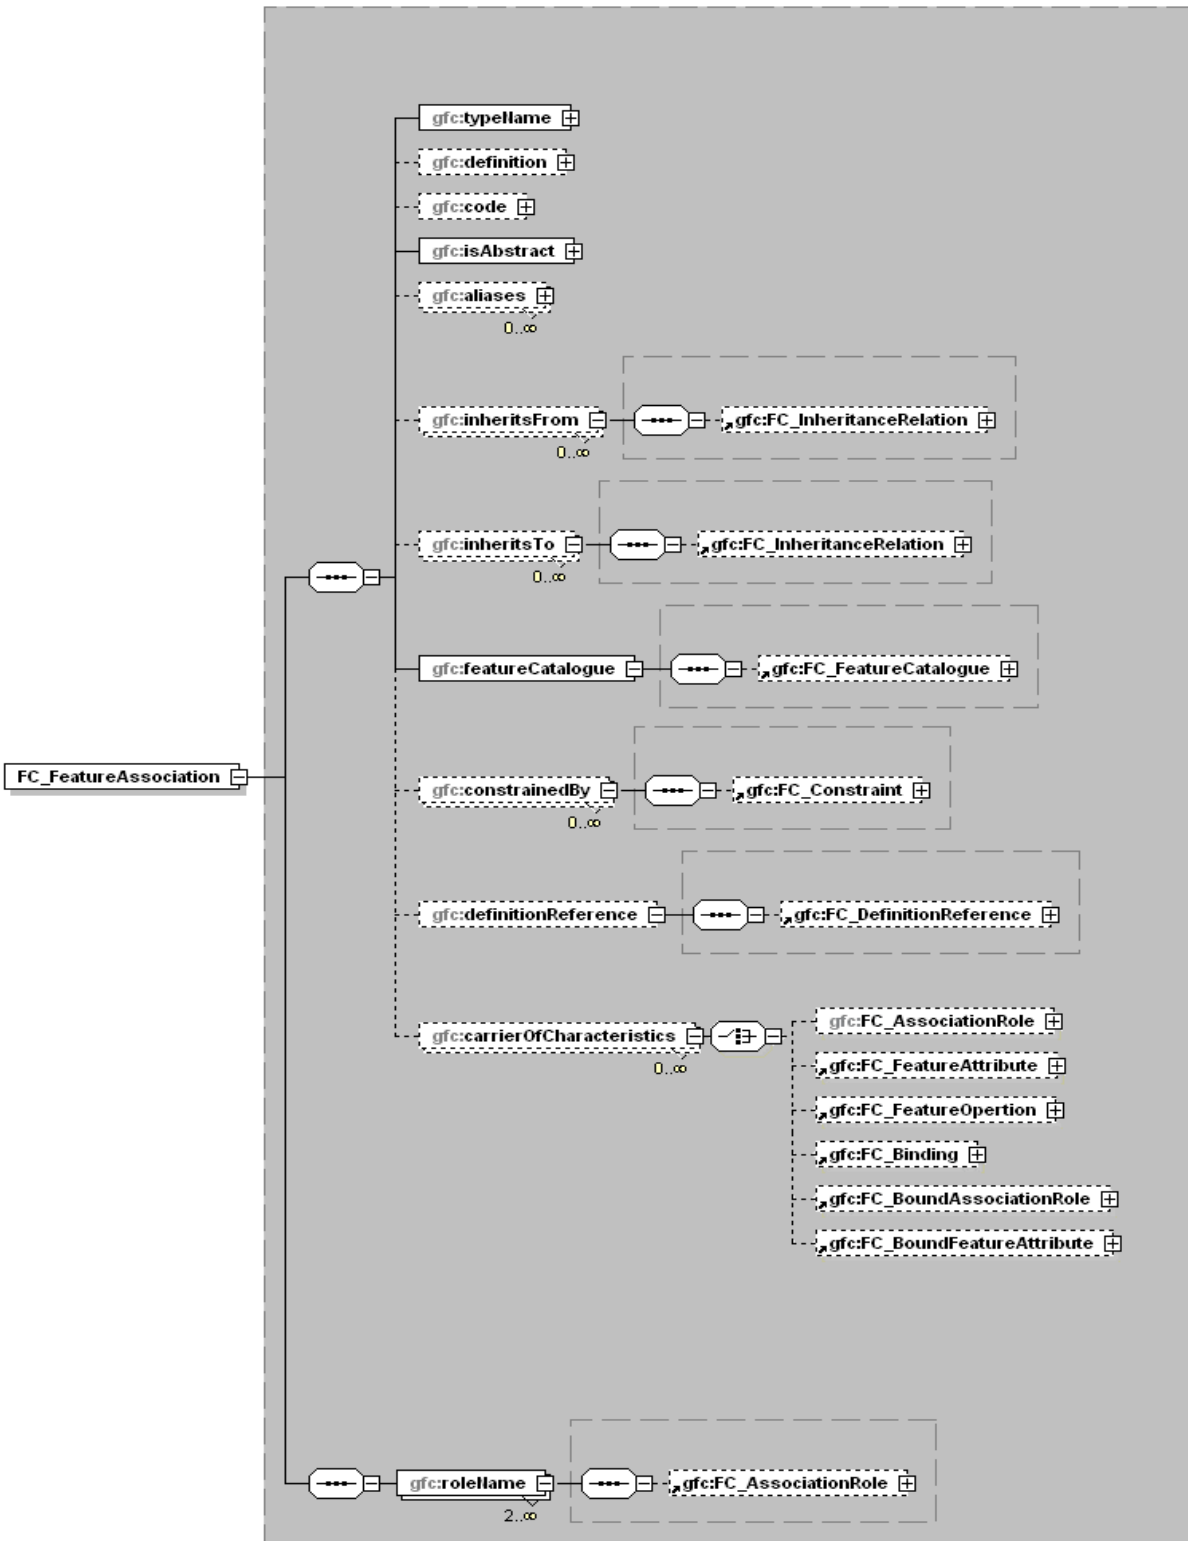 gfc:typeName
gfc:definition
gfc:code
gfc:isAbstract
gfc:aliases
0..∞
gfc:inheritsFrom
gfc:FC_InheritanceRelation
0..∞
gfc:inheritsTo
gfc:FC_InheritanceRelation
0..∞
gfc:featureCatalogue
gfc:FC_FeatureCatalogue
FC_FeatureAssociation
gfc:constrainedBy
gfc:FC_Constraint
0..∞
gfc:definitionReference
gfc:FC_DefinitionReference
gfc:carrierOfCharacteristics
0..∞
gfc:FC_AssociationRole
gfc:FC_FeatureAttribute
gfc:FC_FeatureOpertion
gfc:FC_Binding
gfc:FC_BoundAssociationRole
gfc:FC_BoundFeatureAttribute
gfc:roleName
gfc:FC_AssociationRole
2..∞